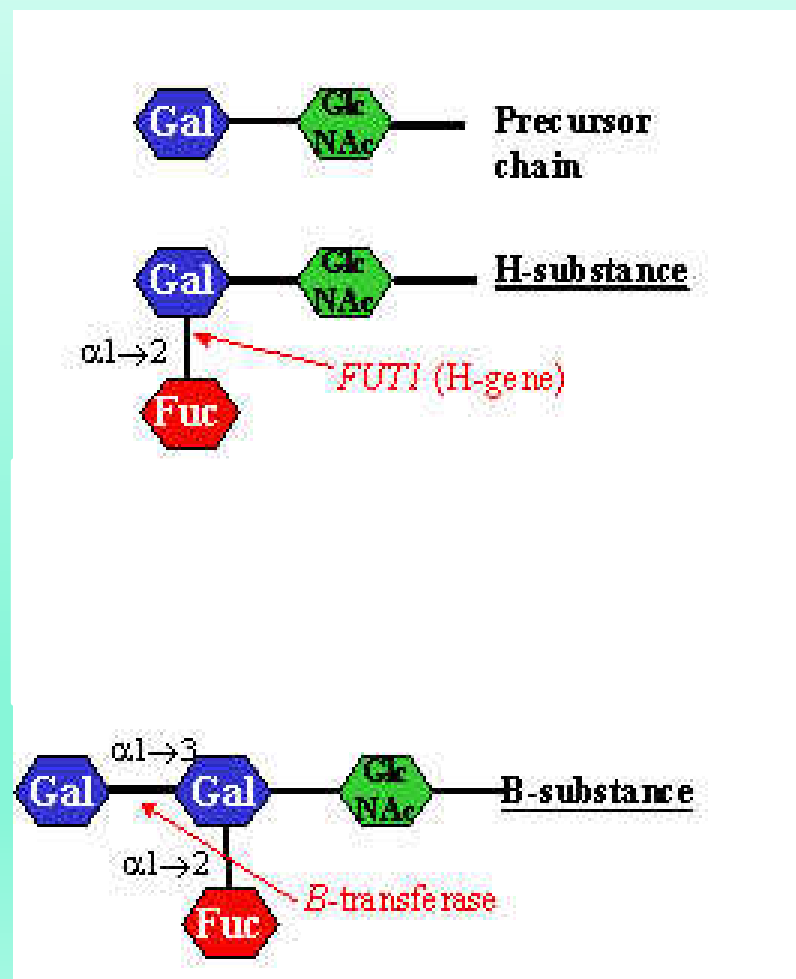 Gal
Glc
NAc
Precursor
chain
Gal
Glc
NAc
H-substance
α1→2
FUT1 (H-gene)
Fuc
α1→3
Gal
Gal
Glc
NAc
B-substance
α1→2
B-transferase
Fuc